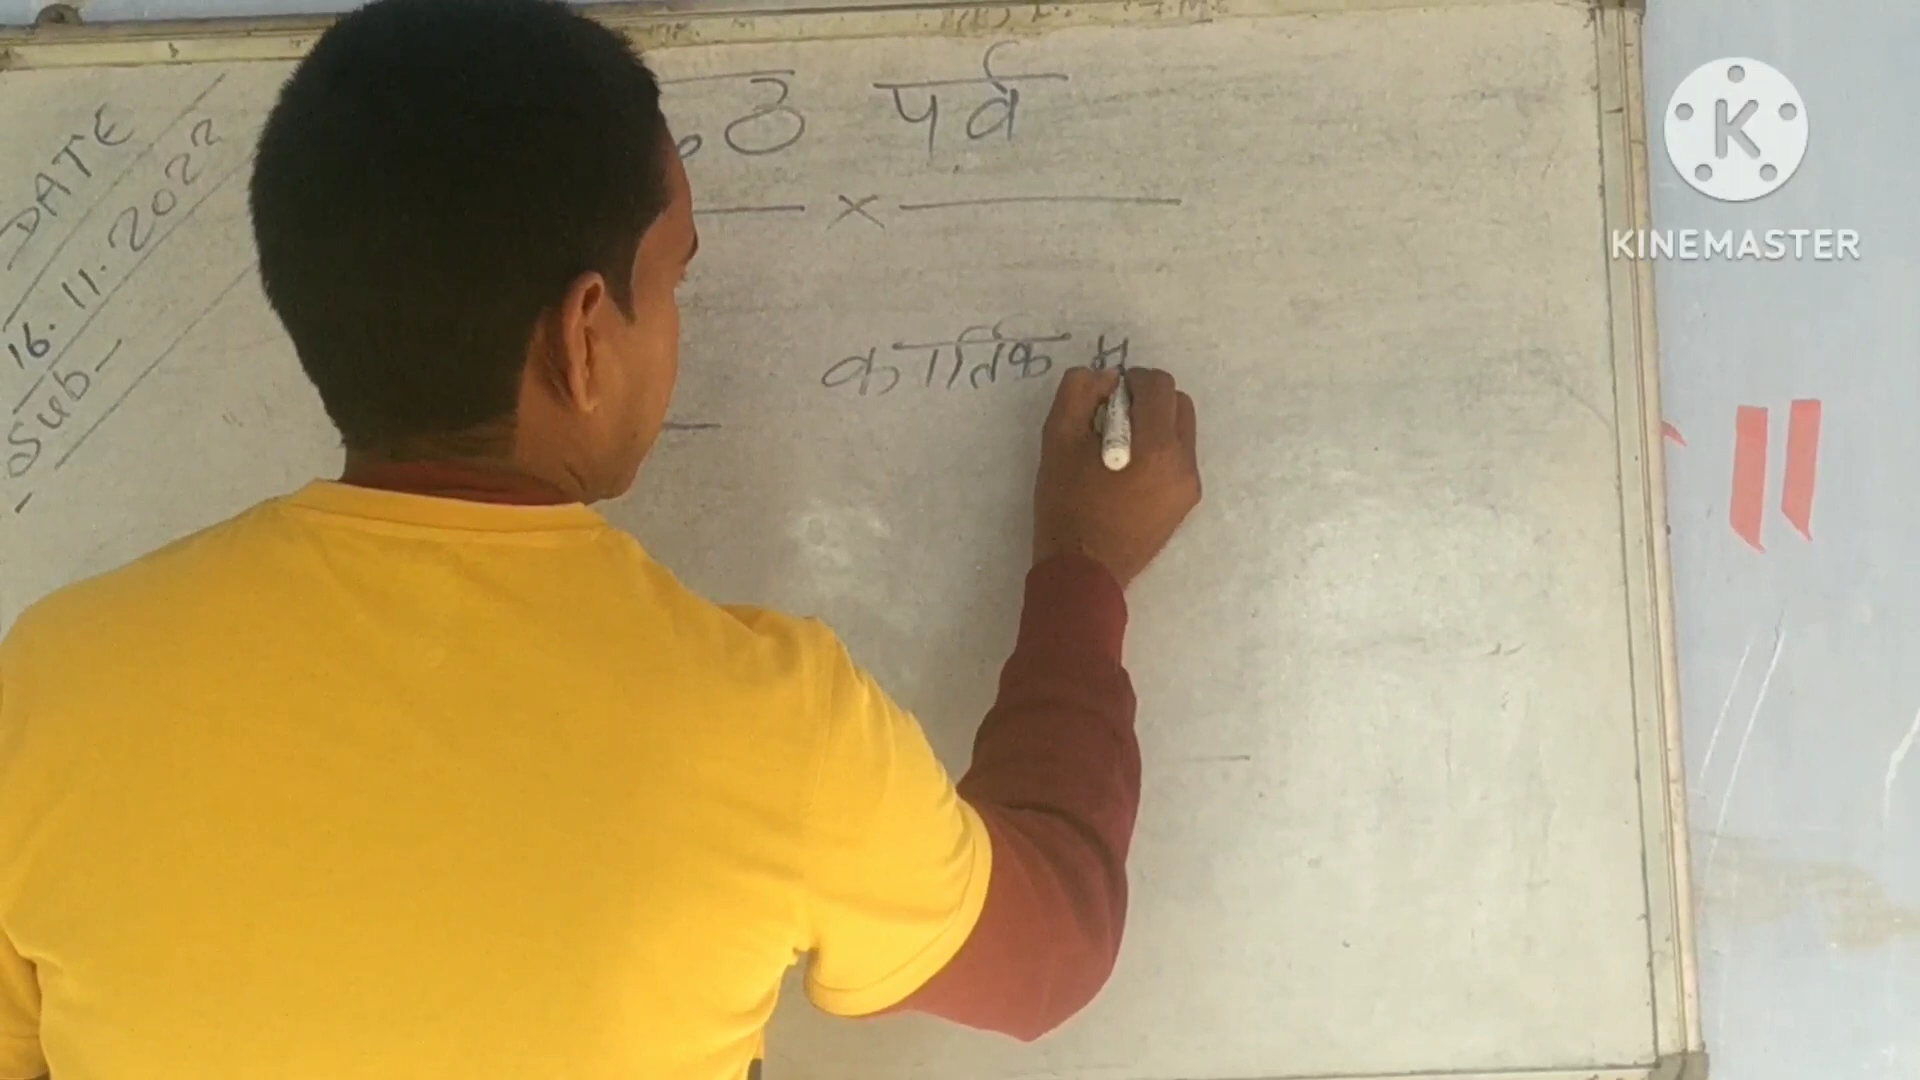 DATE
16.11.2022
Sub-
पर्व
×
कार्तिक
K
KINEMASTER